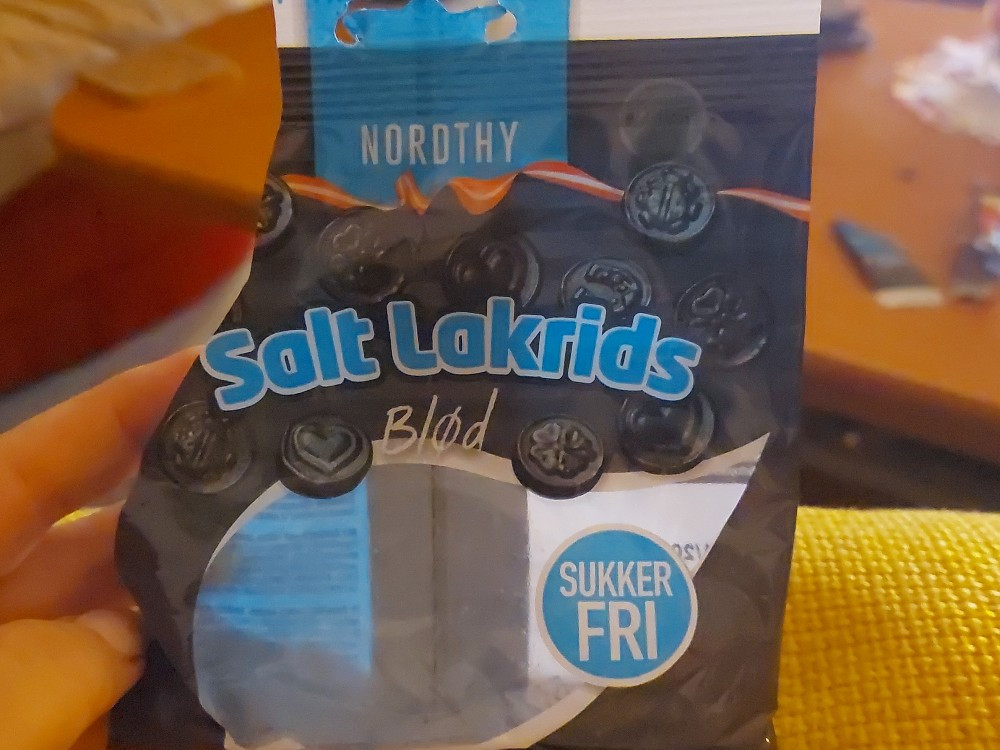 NORDTHY
Salt Lakrids
Blød
SUKKER
FRI